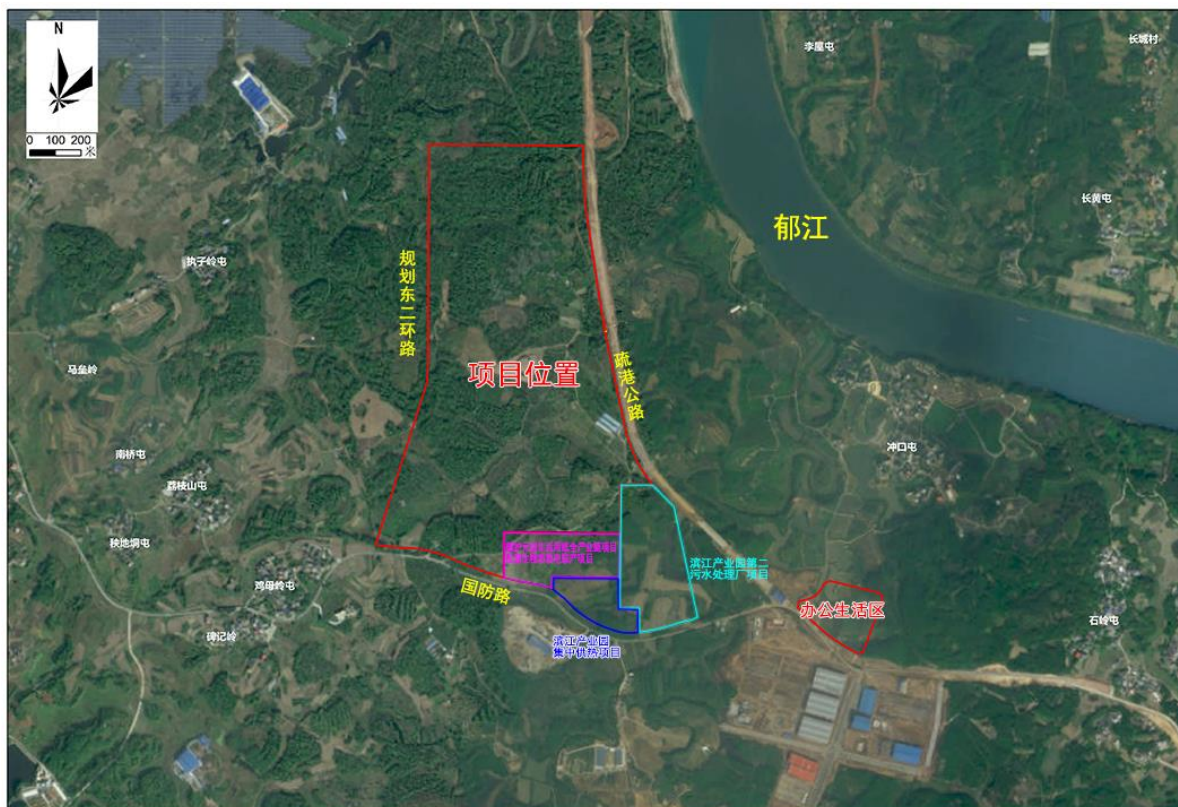 N
0 100 200
米
李屋屯
长城村
长黄屯
郁江
执子岭屯
规划东二环路
马垒岭
项目位置
疏港公路
南桥屯
荔枝山屯
冲口屯
秧地垌屯
滨江产业园第二
污水处理厂项目
鸡母岭屯
国防路
办公生活区
碑记岭
石岭屯
滨江产业园
集中供热项目